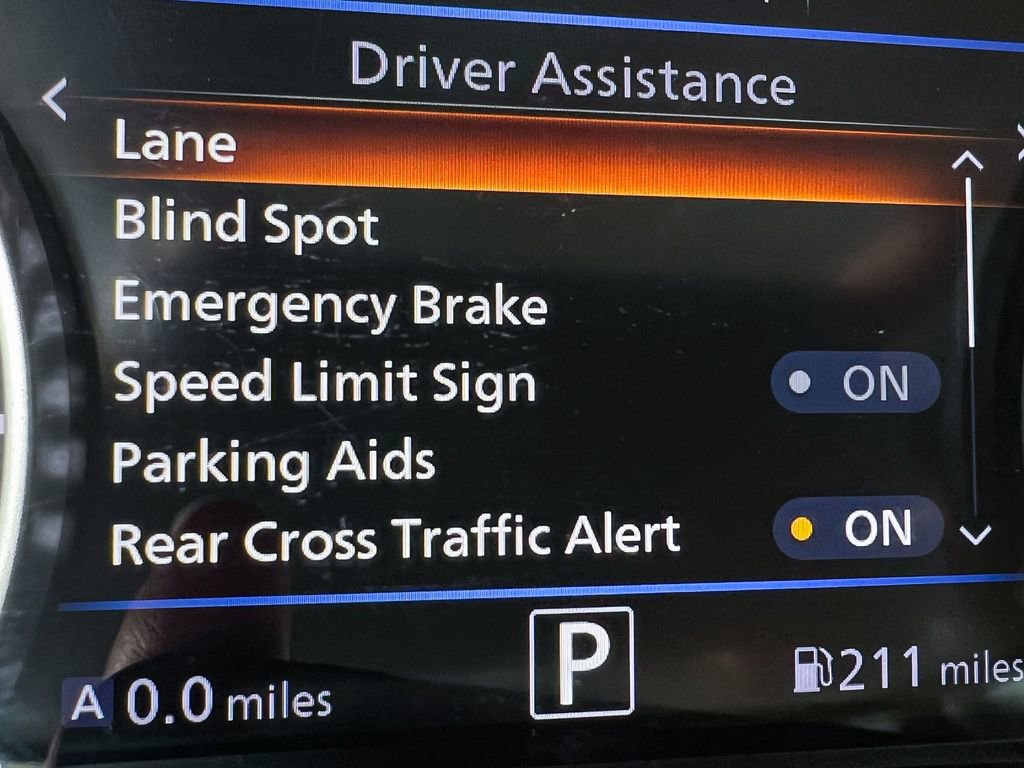 Driver Assistance
Lane
Blind Spot
Emergency Brake
Speed Limit Sign ON
Parking Aids
Rear Cross Traffic Alert ON
P
A 0.0 miles 211 miles